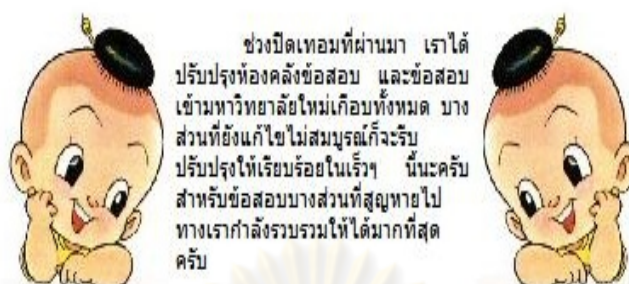 ช่วงปิดเทอมที่ผ่านมา เราได้
ปรับปรุงห้องคลังข้อสอบ และข้อสอบ
เข้ามหาวิทยาลัยใหม่เกือบทั้งหมด บาง
ส่วนที่ยังแก้ไขไม่สมบูรณ์ก็จะรีบ
ปรับปรุงให้เรียบร้อยในเร็วๆ นี้นะครับ
สำหรับข้อสอบบางส่วนที่สูญหายไป
ทางเรากำลังรวบรวมให้ได้มากที่สุด
ครับ